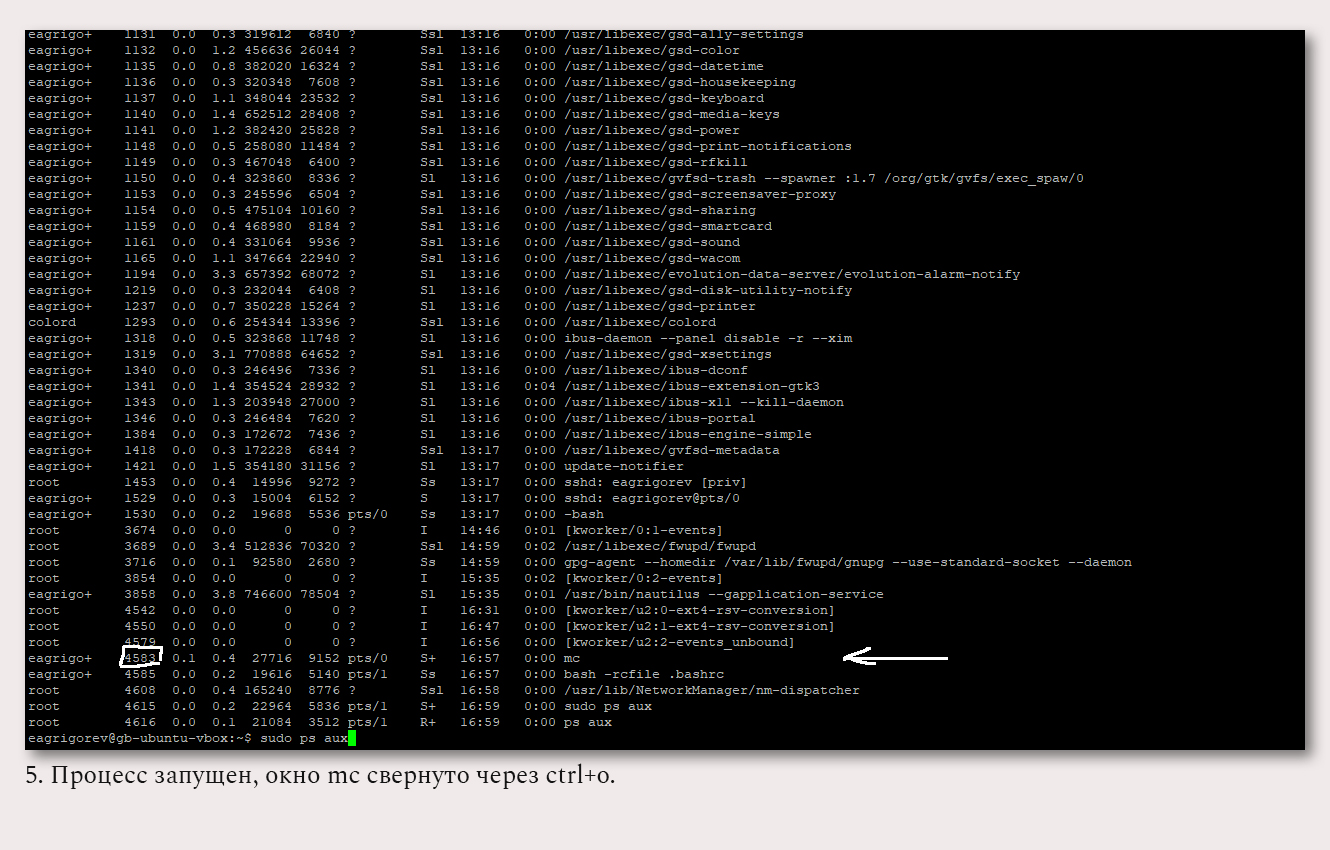 eagrigo+ 1131 0.0 0.3 319612 6840 ? Ssl 13:16 0:00 /usr/libexec/gsd-a11y-settings
eagrigo+ 1132 0.0 1.2 456636 26044 ? Ssl 13:16 0:00 /usr/libexec/gsd-color
eagrigo+ 1135 0.0 0.8 382020 16324 ? Ssl 13:16 0:00 /usr/libexec/gsd-datetime
eagrigo+ 1136 0.0 0.3 320348 7608 ? Ssl 13:16 0:00 /usr/libexec/gsd-housekeeping
eagrigo+ 1137 0.0 1.1 348044 23532 ? Ssl 13:16 0:00 /usr/libexec/gsd-keyboard
eagrigo+ 1140 0.0 1.4 652512 28408 ? Ssl 13:16 0:00 /usr/libexec/gsd-media-keys
eagrigo+ 1141 0.0 1.2 382420 25828 ? Ssl 13:16 0:00 /usr/libexec/gsd-power
eagrigo+ 1148 0.0 0.5 258080 11484 ? Ssl 13:16 0:00 /usr/libexec/gsd-print-notifications
eagrigo+ 1149 0.0 0.3 467048 6400 ? Ssl 13:16 0:00 /usr/libexec/gsd-rfkill
eagrigo+ 1150 0.0 0.4 323860 8336 ? Sl 13:16 0:00 /usr/libexec/gvfsd-trash --spawner :1.7 /org/gtk/gvfs/exec_spaw/0
eagrigo+ 1153 0.0 0.3 245596 6504 ? Ssl 13:16 0:00 /usr/libexec/gsd-screensaver-proxy
eagrigo+ 1154 0.0 0.5 475104 10160 ? Ssl 13:16 0:00 /usr/libexec/gsd-sharing
eagrigo+ 1159 0.0 0.4 468980 8184 ? Ssl 13:16 0:00 /usr/libexec/gsd-smartcard
eagrigo+ 1161 0.0 0.4 331064 9936 ? Ssl 13:16 0:00 /usr/libexec/gsd-sound
eagrigo+ 1165 0.0 1.1 347664 22940 ? Ssl 13:16 0:00 /usr/libexec/gsd-wacom
eagrigo+ 1194 0.0 3.3 657392 68072 ? Sl 13:16 0:00 /usr/libexec/evolution-data-server/evolution-alarm-notify
eagrigo+ 1219 0.0 0.3 232044 6408 ? Sl 13:16 0:00 /usr/libexec/gsd-disk-utility-notify
eagrigo+ 1237 0.0 0.7 350228 15264 ? Sl 13:16 0:00 /usr/libexec/gsd-printer
colord 1293 0.0 0.6 254344 13396 ? Ssl 13:16 0:00 /usr/libexec/colord
eagrigo+ 1318 0.0 0.5 323868 11748 ? Sl 13:16 0:00 ibus-daemon --panel disable -r --xim
eagrigo+ 1319 0.0 3.1 770888 64652 ? Ssl 13:16 0:00 /usr/libexec/gsd-xsettings
eagrigo+ 1340 0.0 0.3 246496 7336 ? Sl 13:16 0:00 /usr/libexec/ibus-dconf
eagrigo+ 1341 0.0 1.4 354524 28932 ? Sl 13:16 0:04 /usr/libexec/ibus-extension-gtk3
eagrigo+ 1343 0.0 1.3 203948 27000 ? Sl 13:16 0:00 /usr/libexec/ibus-x11 --kill-daemon
eagrigo+ 1346 0.0 0.3 246484 7620 ? Sl 13:16 0:00 /usr/libexec/ibus-portal
eagrigo+ 1384 0.0 0.3 172672 7436 ? Sl 13:16 0:00 /usr/libexec/ibus-engine-simple
eagrigo+ 1418 0.0 0.3 172228 6844 ? Ssl 13:17 0:00 /usr/libexec/gvfsd-metadata
eagrigo+ 1421 0.0 1.5 354180 31156 ? Sl 13:17 0:00 update-notifier
root 1453 0.0 0.4 14996 9272 ? Ss 13:17 0:00 sshd: eagrigorev [priv]
eagrigo+ 1529 0.0 0.3 15004 6152 ? S 13:17 0:00 sshd: eagrigorev@pts/0
eagrigo+ 1530 0.0 0.2 19688 5536 pts/0 Ss 13:17 0:00 -bash
root 3674 0.0 0.0 0 0 ? I 14:46 0:01 [kworker/0:1-events]
root 3689 0.0 3.4 512836 70320 ? Ssl 14:59 0:02 /usr/libexec/fwupd/fwupd
root 3716 0.0 0.1 92580 2680 ? Ss 14:59 0:00 gpg-agent --homedir /var/lib/fwupd/gnupg --use-standard-socket --daemon
root 3854 0.0 0.0 0 0 ? I 15:35 0:02 [kworker/0:2-events]
eagrigo+ 3858 0.0 3.8 746600 78504 ? Sl 15:35 0:01 /usr/bin/nautilus --gapplication-service
root 4542 0.0 0.0 0 0 ? I 16:31 0:00 [kworker/u2:0-ext4-rsv-conversion]
root 4550 0.0 0.0 0 0 ? I 16:47 0:00 [kworker/u2:1-ext4-rsv-conversion]
root 4579 0.0 0.0 0 0 ? I 16:56 0:00 [kworker/u2:2-events_unbound]
eagrigo+ 4583 0.1 0.4 27716 9152 pts/0 S+ 16:57 0:00 mc
eagrigo+ 4585 0.0 0.2 19616 5140 pts/1 Ss 16:57 0:00 bash -rcfile .bashrc
root 4608 0.0 0.4 165240 8776 ? Ssl 16:58 0:00 /usr/lib/NetworkManager/nm-dispatcher
root 4615 0.0 0.2 22964 5836 pts/1 S+ 16:59 0:00 sudo ps aux
root 4616 0.0 0.1 21084 3512 pts/1 R+ 16:59 0:00 ps aux
eagrigorev@gb-ubuntu-vbox:~$ sudo ps aux
5. Процесс запущен, окно mc свернуто через ctrl+o.